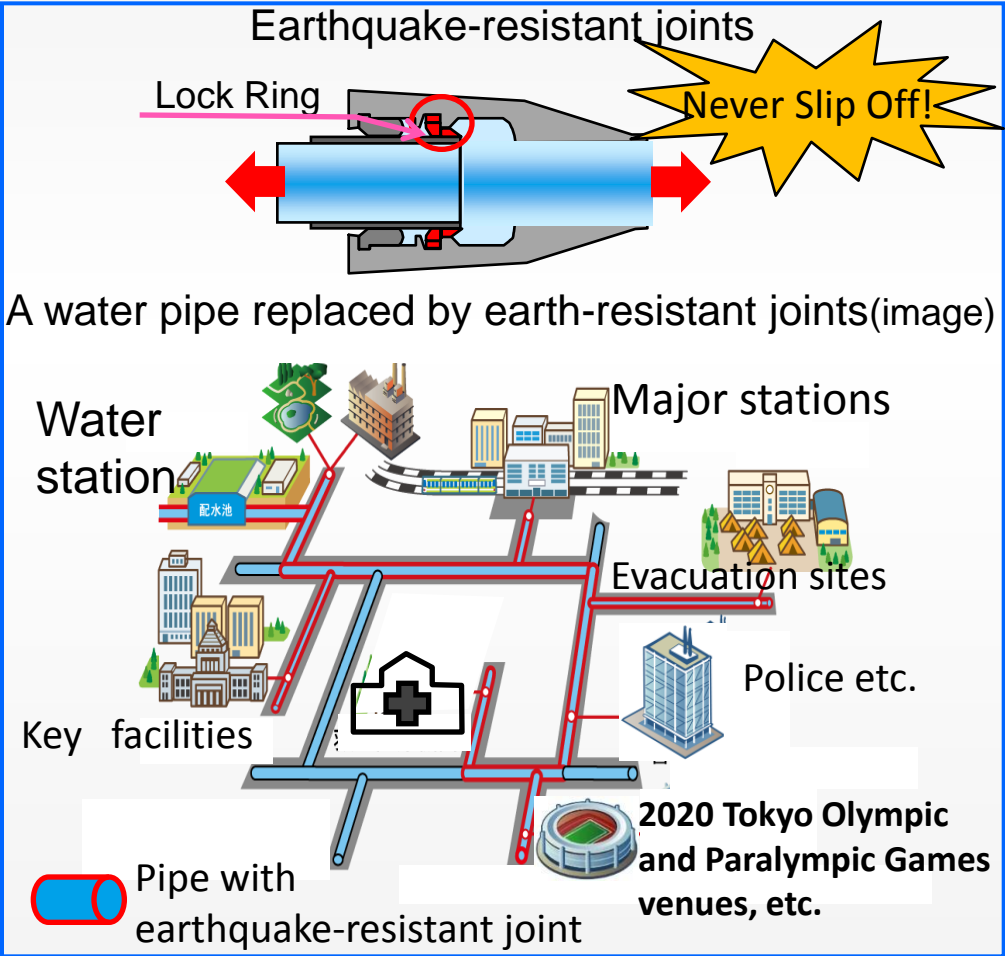 Earthquake-resistant joints
Lock Ring
Never Slip Off!
A water pipe replaced by earth-resistant joints(image)
Water
station
配水池
Major stations
Evacuation sites
Police etc.
Key facilities
2020 Tokyo Olympic
and Paralympic Games
venues, etc.
Pipe with
earthquake-resistant joint